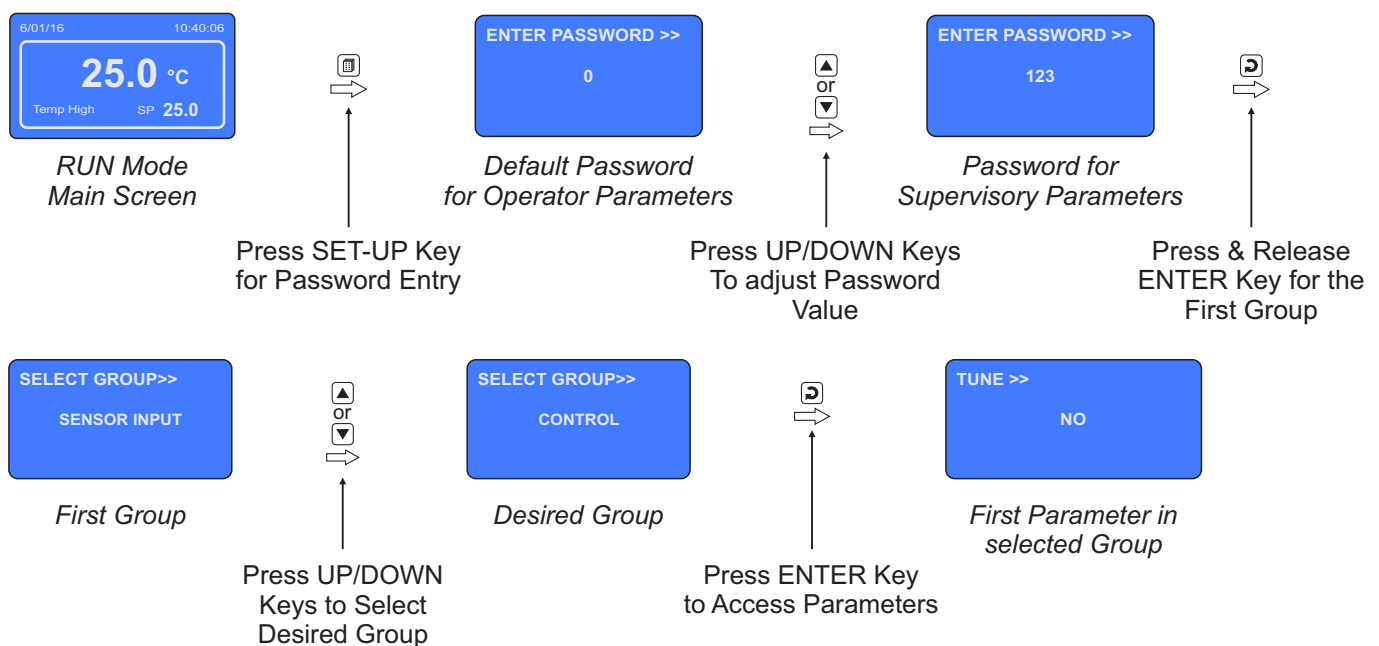 6/01/16 10:40:06
25.0 °C
Temp High SP 25.0
RUN Mode
Main Screen
Press SET-UP Key
for Password Entry
ENTER PASSWORD >>
0
Default Password
for Operator Parameters
or
Press UP/DOWN Keys
To adjust Password
Value
ENTER PASSWORD >>
123
Password for
Supervisory Parameters
Press & Release
ENTER Key for the
First Group
SELECT GROUP>>
SENSOR INPUT
First Group
or
Press UP/DOWN
Keys to Select
Desired Group
SELECT GROUP>>
CONTROL
Desired Group
Press ENTER Key
to Access Parameters
TUNE >>
NO
First Parameter in
selected Group